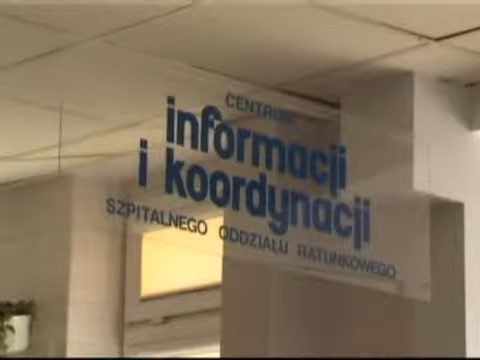 CENTRUM
informacji
i koordynacji
SZPITALNEGO ODDZIAŁU RATUNKOWEGO